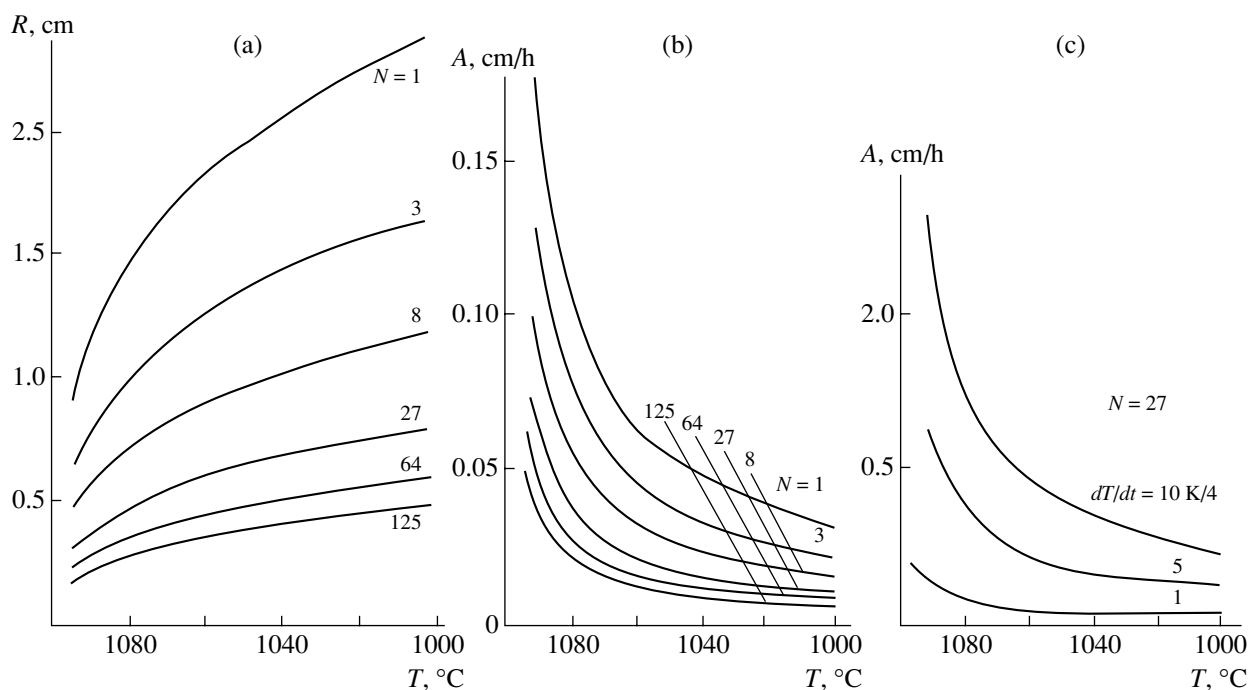 R, cm
(a)
N = 1
2.5
3
1.5
8
1.0
27
64
0.5
125
1080
1040
1000
T, °C
(b)
A, cm/h
0.15
0.10
125
64
27
8
0.05
N = 1
3
0
1080
1040
1000
T, °C
(c)
A, cm/h
2.0
N = 27
0.5
dT/dt = 10 K/4
5
1
1080
1040
1000
T, °C